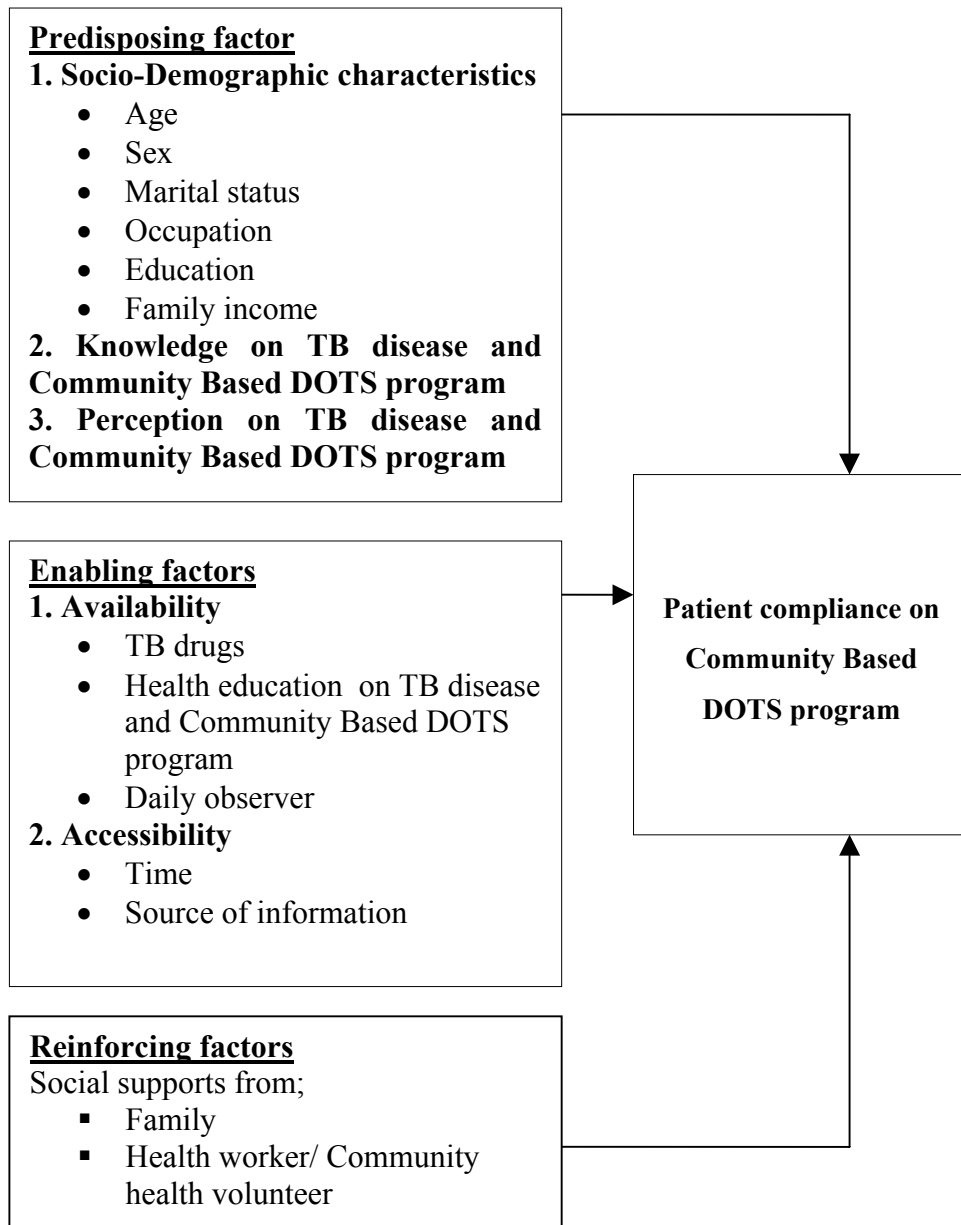 Predisposing factor
1. Socio-Demographic characteristics
• Age
• Sex
• Marital status
• Occupation
• Education
• Family income
2. Knowledge on TB disease and
Community Based DOTS program
3. Perception on TB disease and
Community Based DOTS program
Enabling factors
1. Availability
• TB drugs
• Health education on TB disease
and Community Based DOTS
program
• Daily observer
2. Accessibility
• Time
• Source of information
Reinforcing factors
Social supports from;
▪ Family
▪ Health worker/ Community
health volunteer
Patient compliance on
Community Based
DOTS program